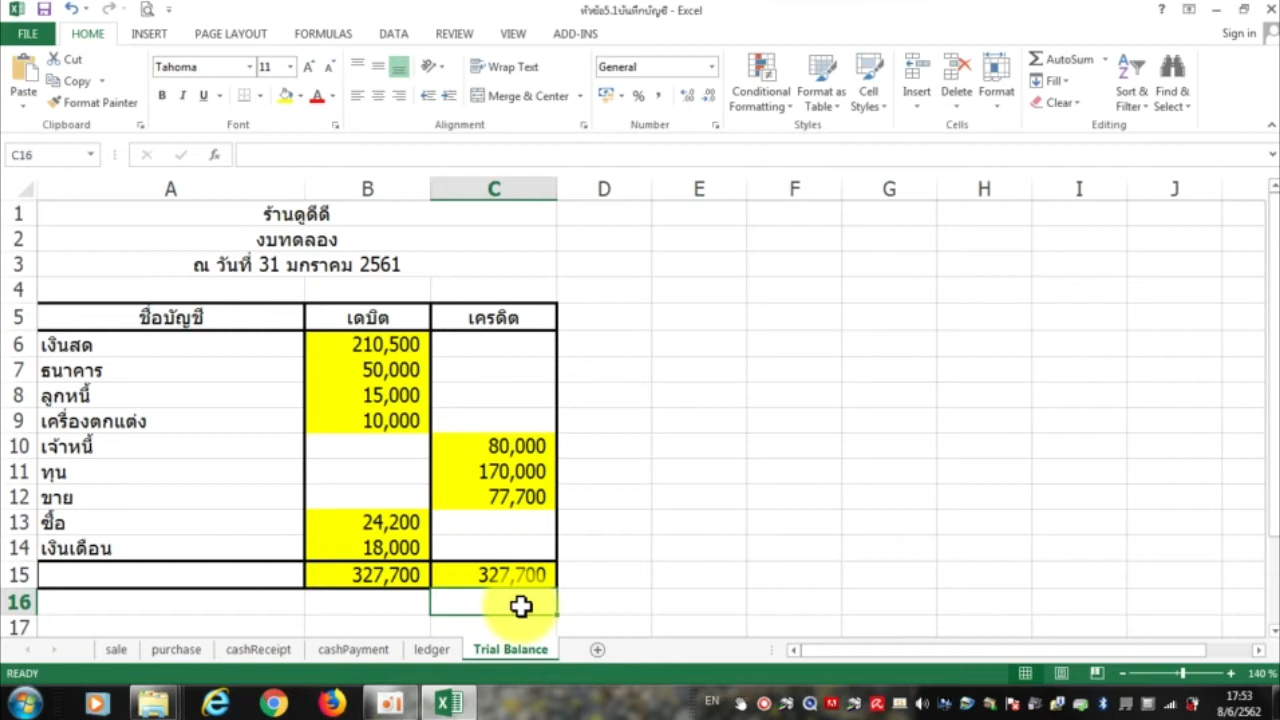 หัวข้อ5.1บันทึกบัญชี - Excel
FILE HOME INSERT PAGE LAYOUT FORMULAS DATA REVIEW VIEW ADD-INS Sign in
Cut
Copy
Format Painter
Paste
Clipboard
Tahoma 11
B I U
Font
Wrap Text
Merge & Center
Alignment
General
Number
Conditional Formatting
Format as Table
Cell Styles
Styles
Insert Delete Format
Cells
AutoSum
Fill
Clear
Sort & Filter
Find & Select
Editing
C16 fx
A B C D E F G H I J
1 ร้านดูดีดี
2 งบทดลอง
3 ณ วันที่ 31 มกราคม 2561
4
5 ชื่อบัญชี เดบิต เครดิต
6 เงินสด 210,500
7 ธนาคาร 50,000
8 ลูกหนี้ 15,000
9 เครื่องตกแต่ง 10,000
10 เจ้าหนี้ 80,000
11 ทุน 170,000
12 ขาย 77,700
13 ซื้อ 24,200
14 เงินเดือน 18,000
15 327,700 327,700
16
17
sale purchase cashReceipt cashPayment ledger Trial Balance
READY 140 %
EN 17:53
8/6/2562